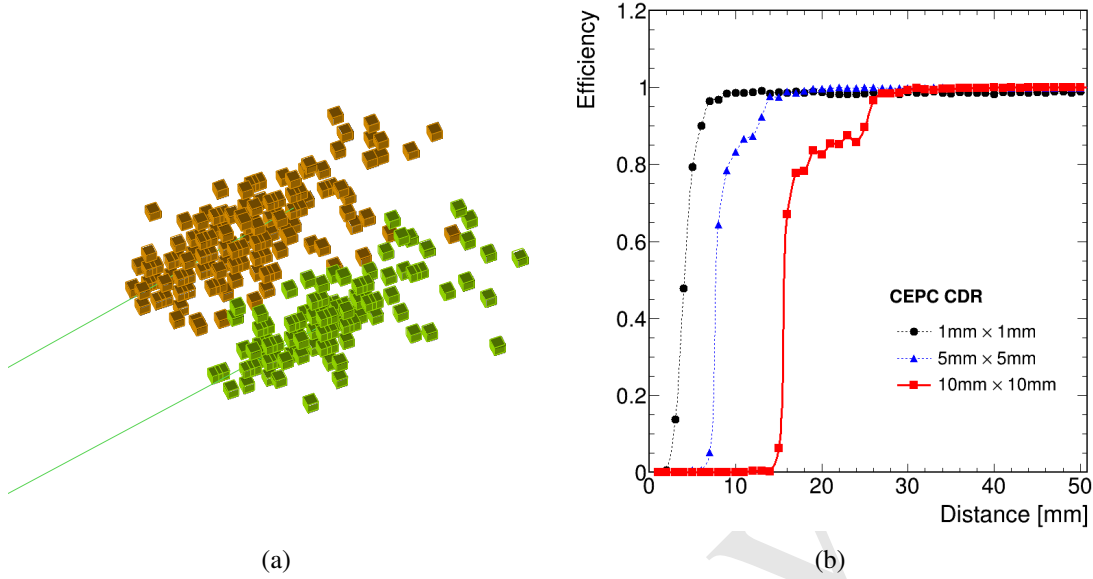 Efficiency
1.2
1
0.8
0.6
0.4
0.2
0
0 10 20 30 40 50
Distance [mm]
CEPC CDR
1mm × 1mm
5mm × 5mm
10mm × 10mm
(a)
(b)